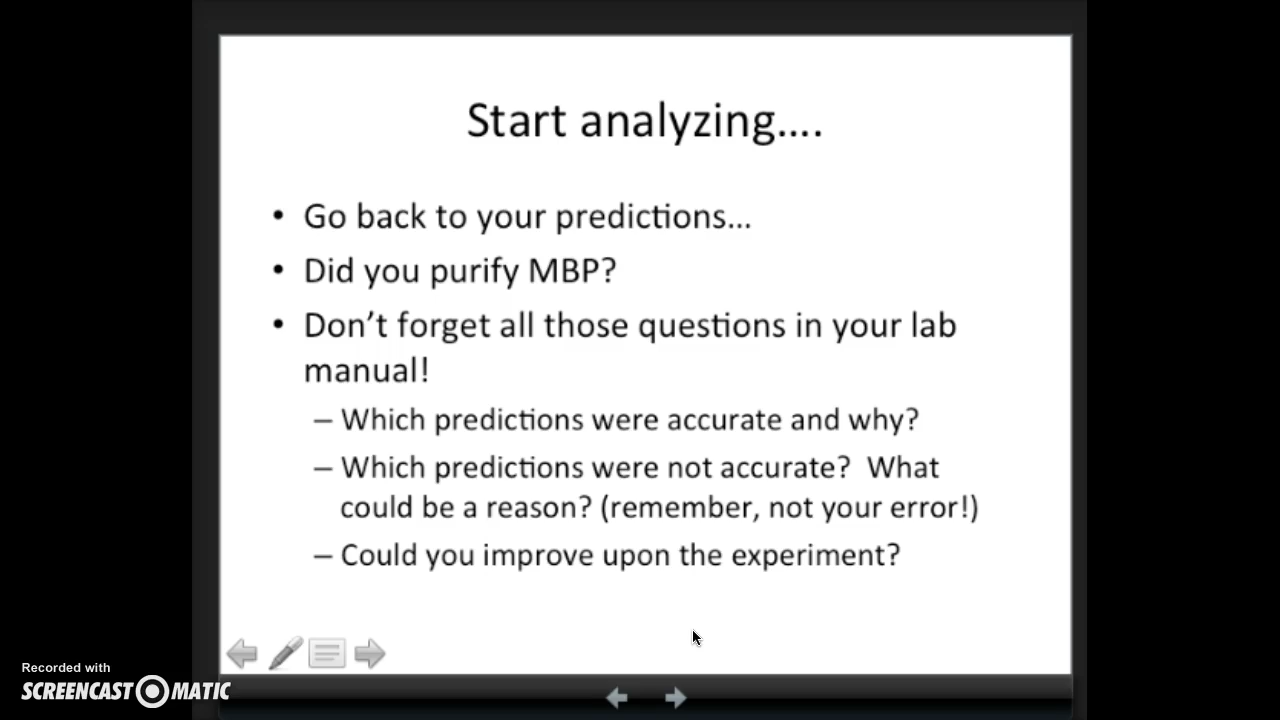 Start analyzing....
• Go back to your predictions...
• Did you purify MBP?
• Don't forget all those questions in your lab
manual!
– Which predictions were accurate and why?
– Which predictions were not accurate?  What
could be a reason? (remember, not your error!)
– Could you improve upon the experiment?
Recorded with
SCREENCAST O MATIC